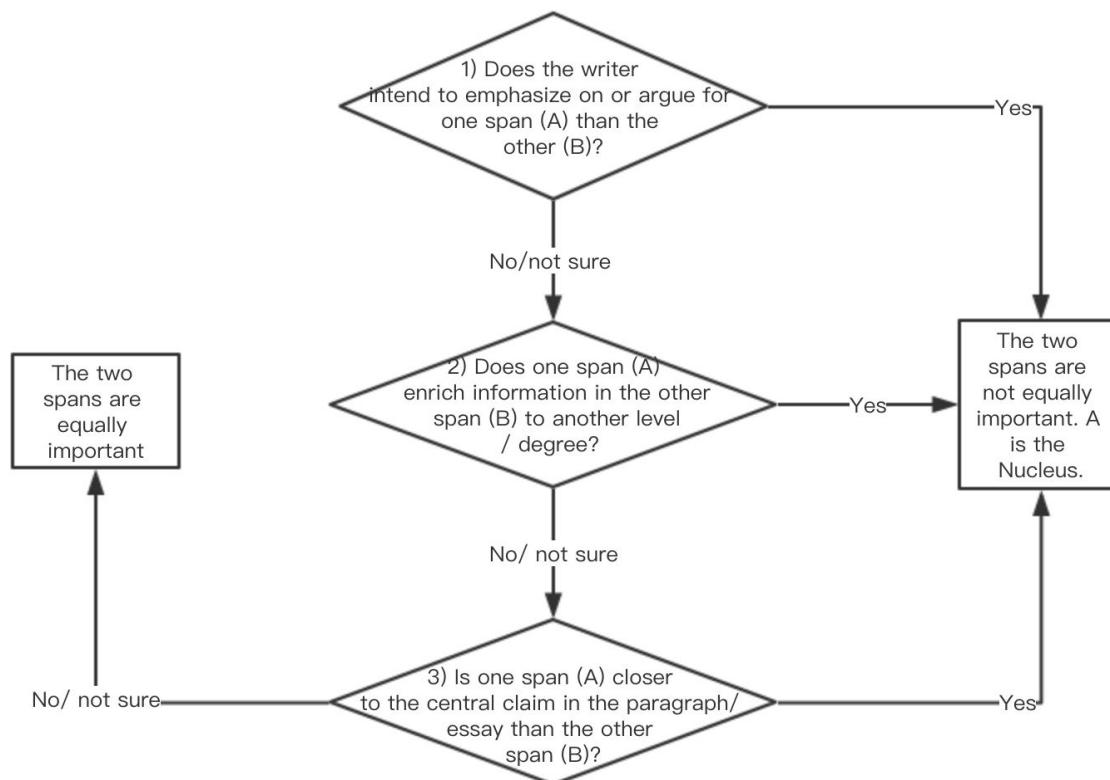 1) Does the writer
intend to emphasize on or argue for
one span (A) than the
other (B)?
Yes
No/not sure
2) Does one span (A)
enrich information in the other
span (B) to another level
/ degree?
Yes
The two
spans are
not equally
important. A
is the
Nucleus.
The two
spans are
equally
important
No/ not sure
3) Is one span (A) closer
to the central claim in the paragraph/
essay than the other
span (B)?
No/ not sure
Yes